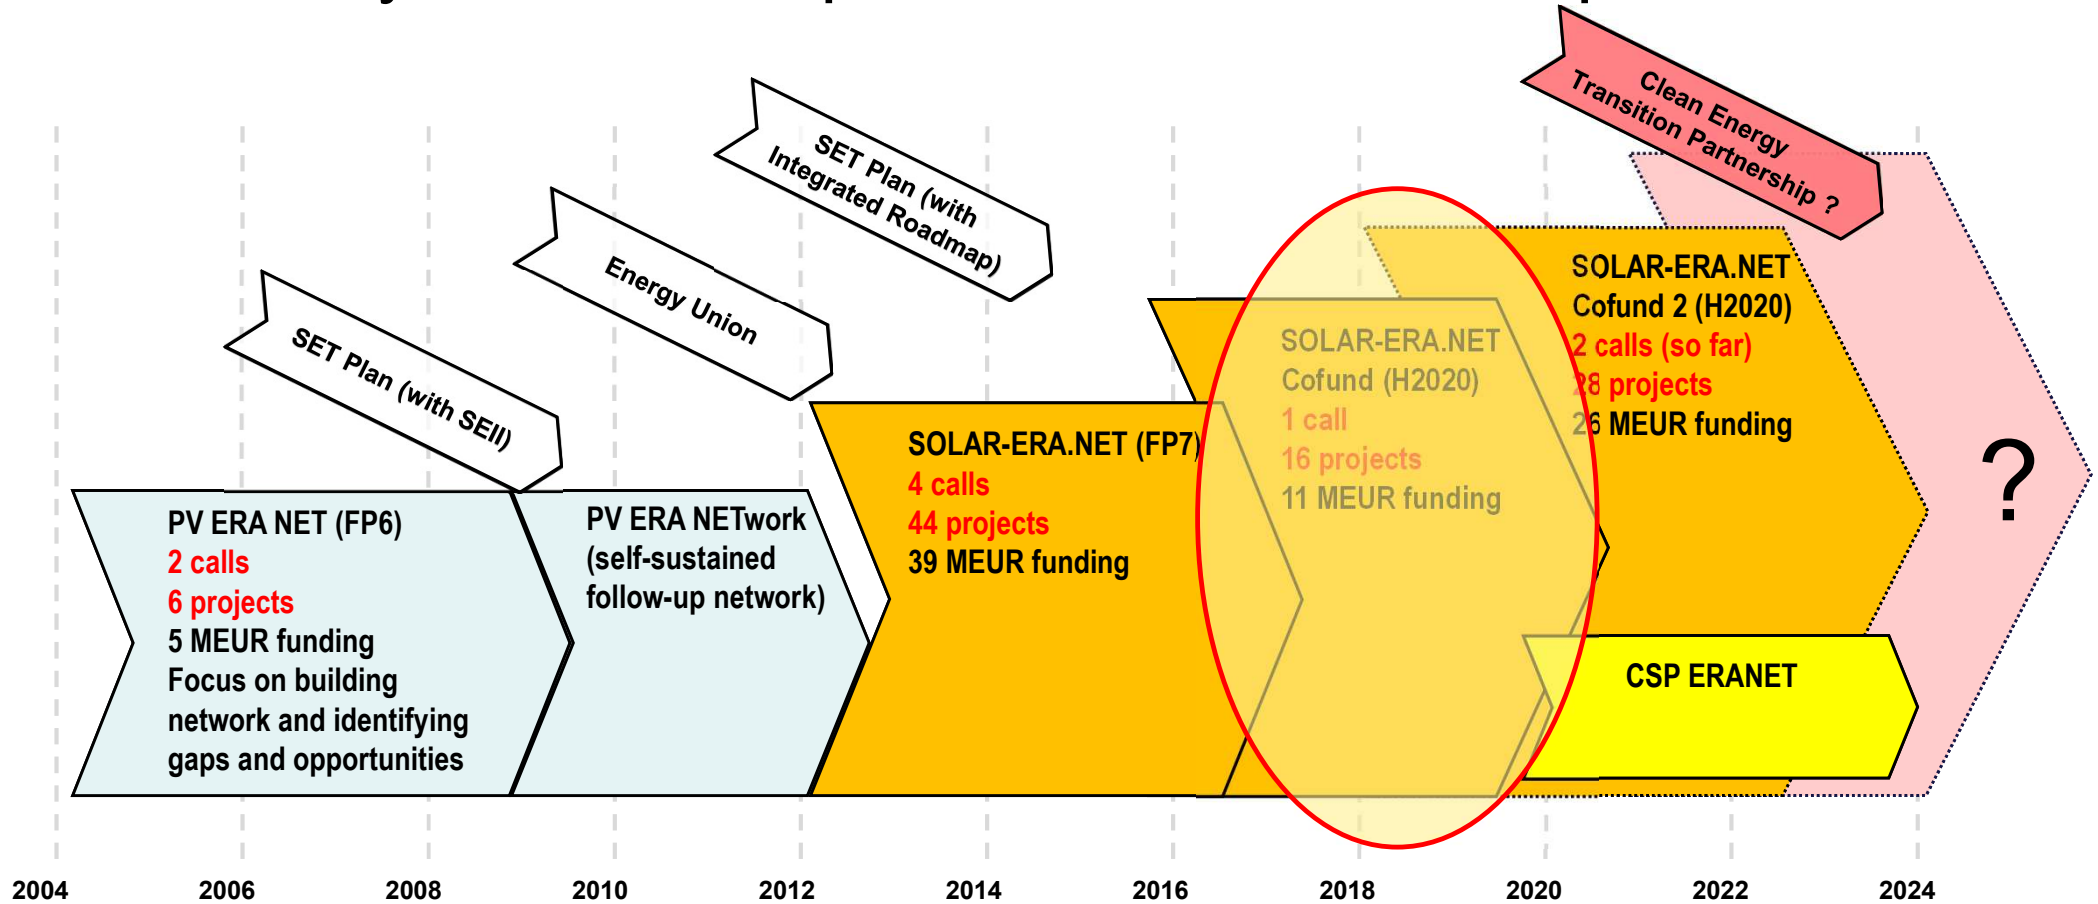 Clean Energy
Transition Partnership ?
SET Plan (with
Integrated Roadmap)
Energy Union
SET Plan (with SEII)
SOLAR-ERA.NET
Cofund 2 (H2020)
2 calls (so far)
28 projects
26 MEUR funding
SOLAR-ERA.NET
Cofund (H2020)
1 call
16 projects
11 MEUR funding
SOLAR-ERA.NET (FP7)
4 calls
44 projects
39 MEUR funding
PV ERA NET (FP6)
2 calls
6 projects
5 MEUR funding
Focus on building
network and identifying
gaps and opportunities
PV ERA NETwork
(self-sustained
follow-up network)
?
CSP ERANET
2004 2006 2008 2010 2012 2014 2016 2018 2020 2022 2024